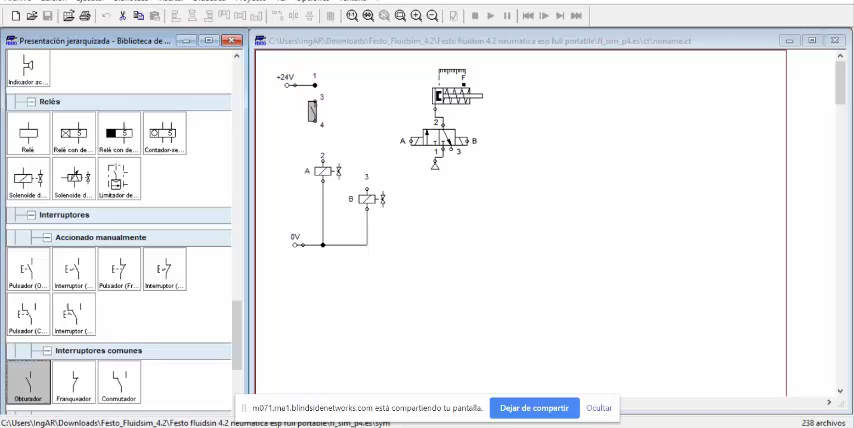 Presentación jerarquizada - Biblioteca de ...
Indicador ac...
Relés
Relé
Relé con de...
Relé con de...
Contador-se...
Solenoide d...
Solenoide d...
Limitador de...
Interruptores
Accionado manualmente
Pulsador (O...
Interruptor (...
Pulsador (Fr...
Interruptor (...
Pulsador (C...
Interruptor (...
Interruptores comunes
Obturador
Franqueador
Conmutador
C:\Users\IngAR\Downloads\Festo_Fluidsim_4.2\Festo fluidsin 4.2 neumatica esp full portable\fl_sim_p4.es\ct\noname.ct
+24V
1
3
4
2
A
3
B
0V
F
2
A
B
1
3
m071.rna1.blindsidenetworks.com está compartiendo tu pantalla.
Dejar de compartir
Ocultar
C:\Users\IngAR\Downloads\Festo_Fluidsim_4.2\Festo fluidsin 4.2 neumatica esp full portable\fl_sim_p4.es\sym
238 archivos